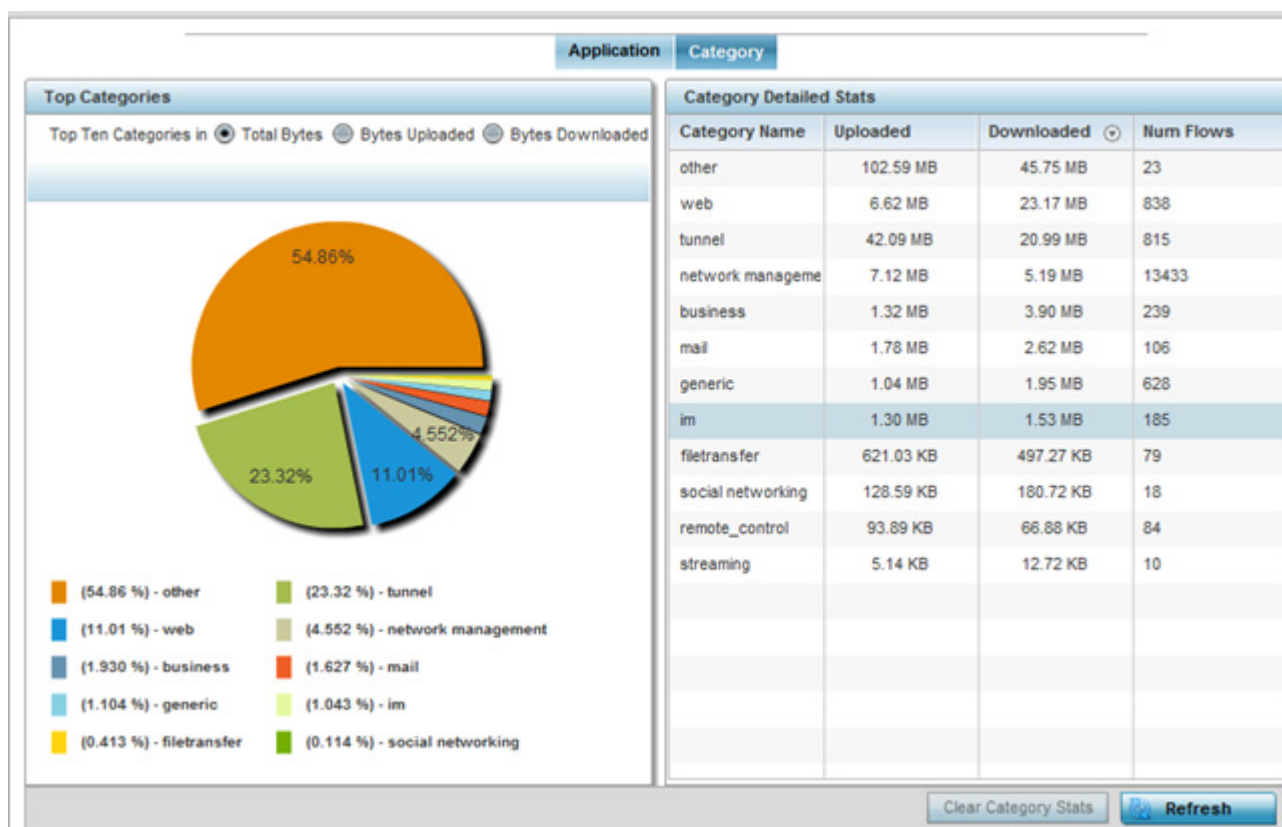 Application Category
Top Categories
Top Ten Categories in Total Bytes Bytes Uploaded Bytes Downloaded
54.86%
4.552%
23.32%
11.01%
(54.86 %) - other
(23.32 %) - tunnel
(11.01 %) - web
(4.552 %) - network management
(1.930 %) - business
(1.627 %) - mail
(1.104 %) - generic
(1.043 %) - im
(0.413 %) - filetransfer
(0.114 %) - social networking
Category Detailed Stats
Category Name Uploaded Downloaded Num Flows
other 102.59 MB 45.75 MB 23
web 6.62 MB 23.17 MB 838
tunnel 42.09 MB 20.99 MB 815
network manageme 7.12 MB 5.19 MB 13433
business 1.32 MB 3.90 MB 239
mail 1.78 MB 2.62 MB 106
generic 1.04 MB 1.95 MB 628
im 1.30 MB 1.53 MB 185
filetransfer 621.03 KB 497.27 KB 79
social networking 128.59 KB 180.72 KB 18
remote_control 93.89 KB 66.88 KB 84
streaming 5.14 KB 12.72 KB 10
Clear Category Stats Refresh